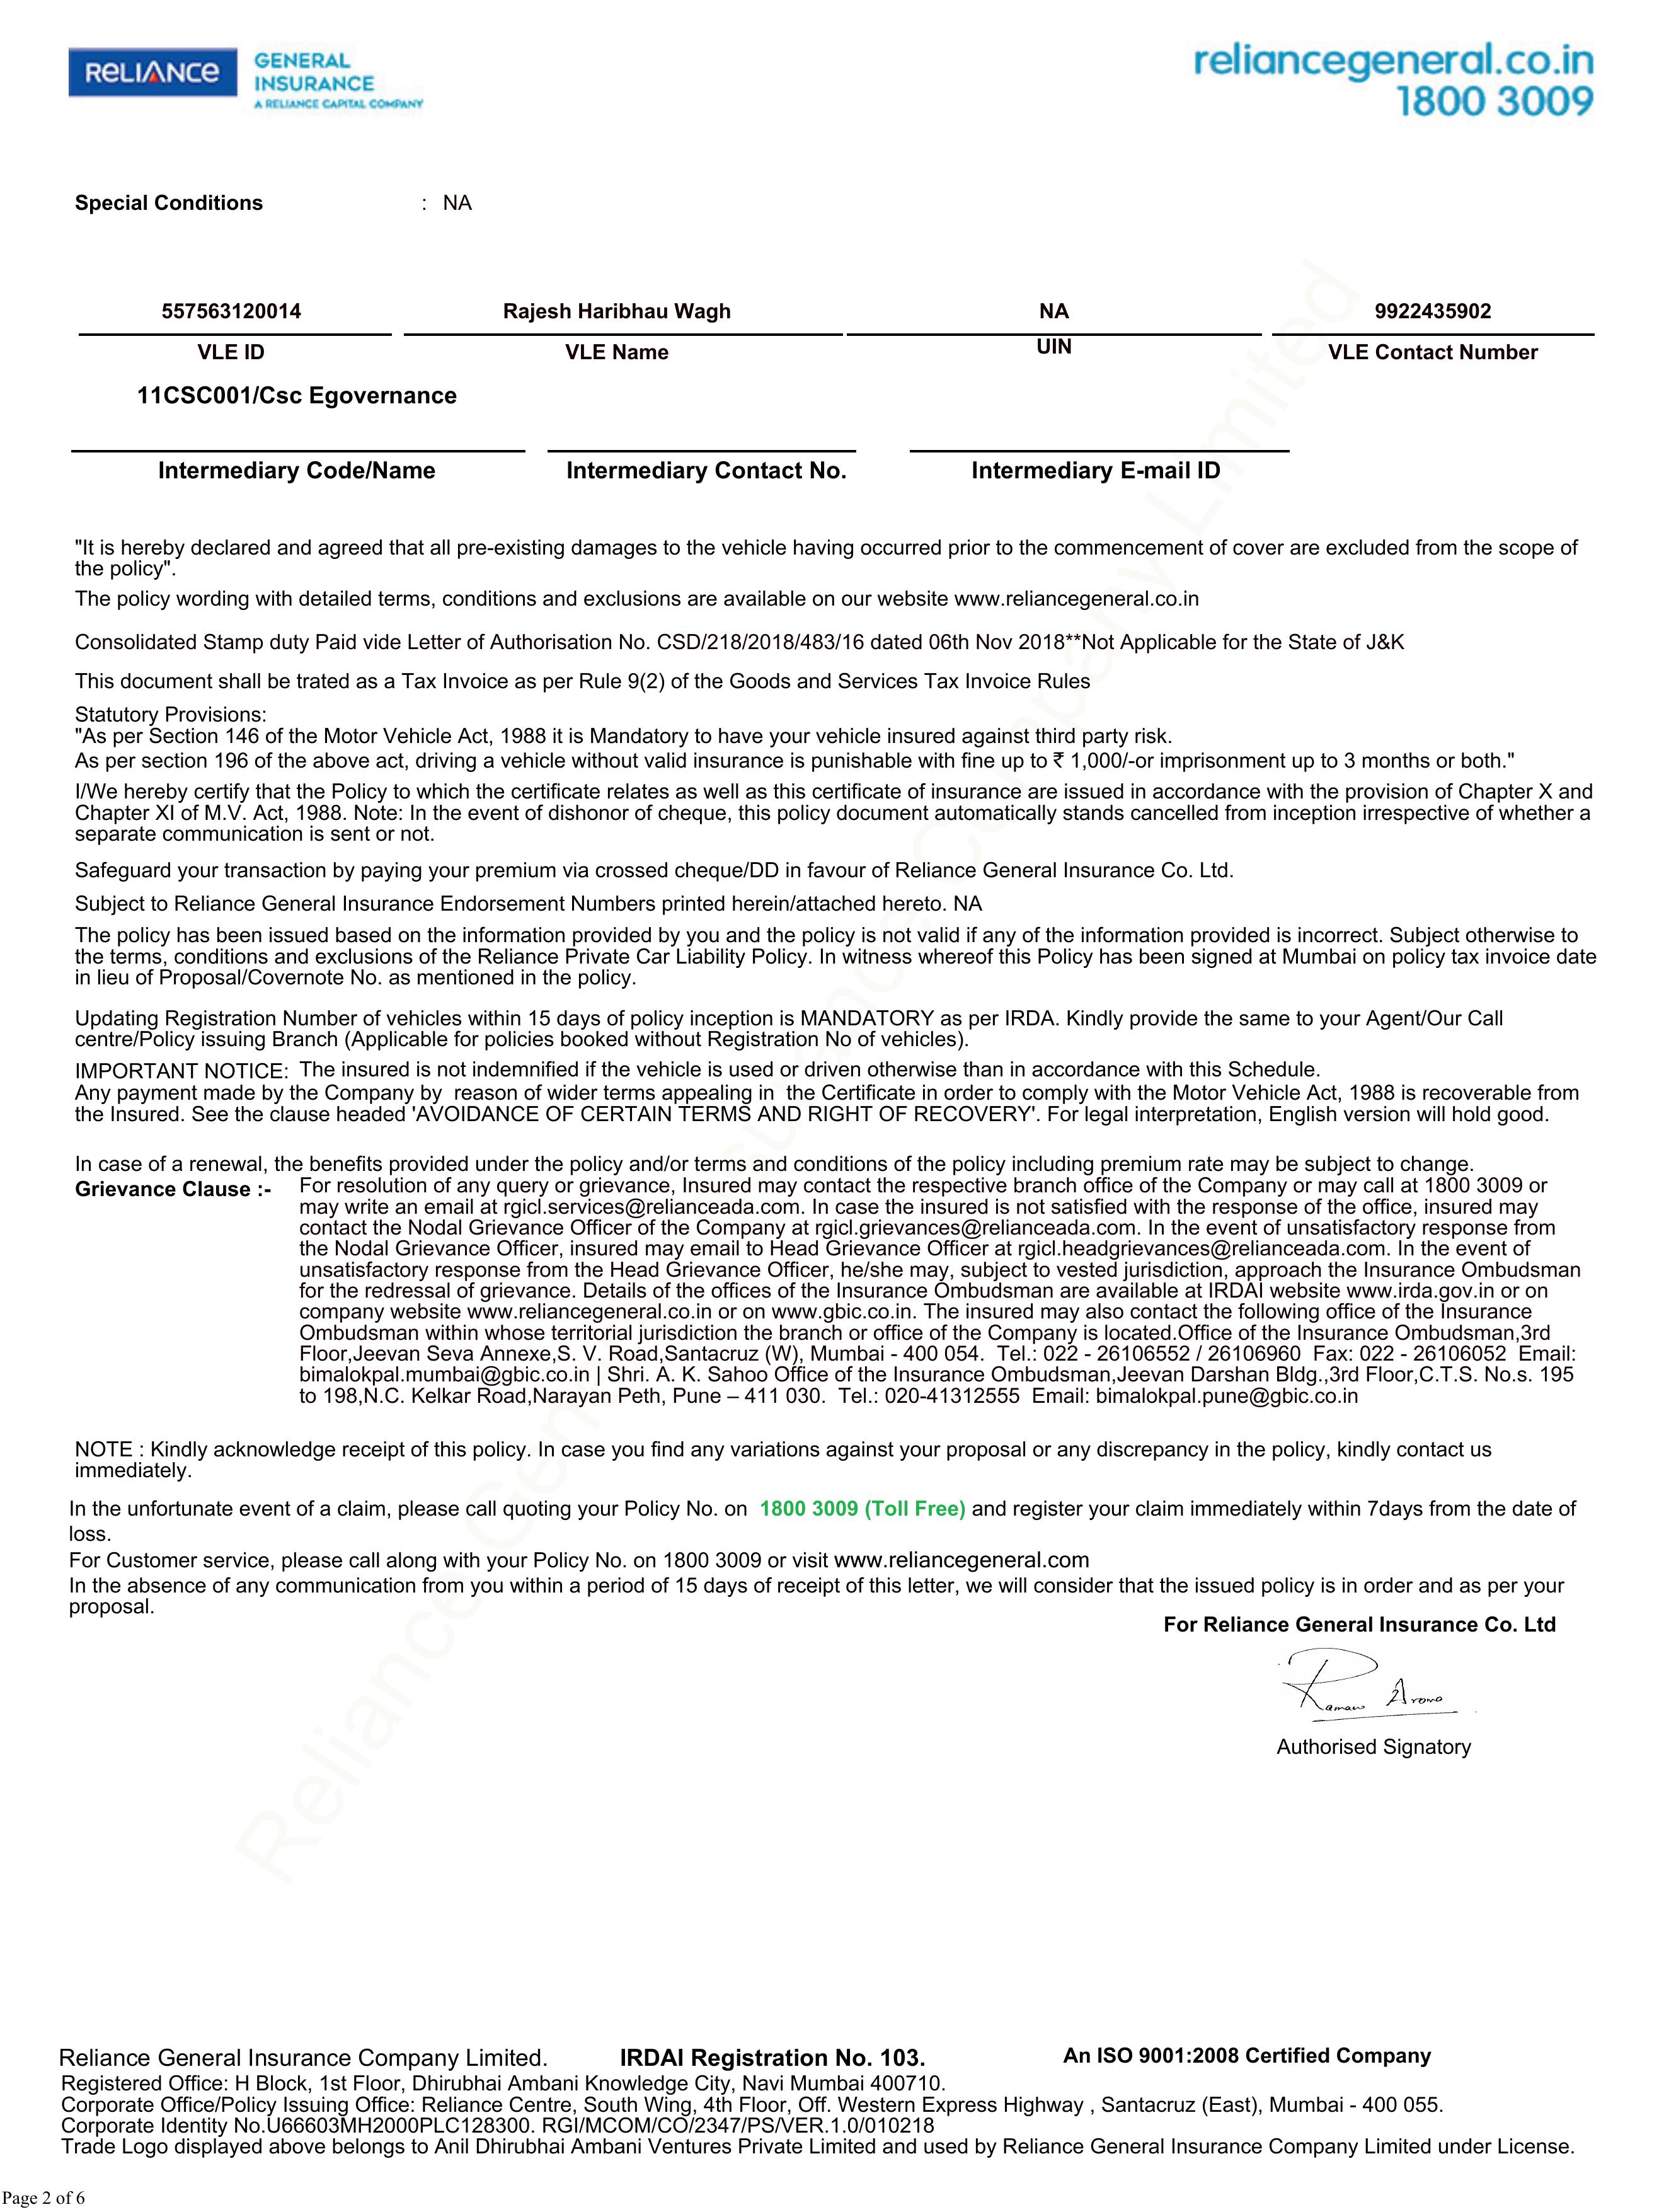 RELIANCE GENERAL
INSURANCE
A RELIANCE CAPITAL COMPANY
reliancegeneral.co.in
1800 3009
Special Conditions : NA
557563120014 Rajesh Haribhau Wagh NA 9922435902
VLE ID VLE Name UIN VLE Contact Number
11CSC001/Csc Egovernance
Intermediary Code/Name Intermediary Contact No. Intermediary E-mail ID
"It is hereby declared and agreed that all pre-existing damages to the vehicle having occurred prior to the commencement of cover are excluded from the scope of
the policy".
The policy wording with detailed terms, conditions and exclusions are available on our website www.reliancegeneral.co.in
Consolidated Stamp duty Paid vide Letter of Authorisation No. CSD/218/2018/483/16 dated 06th Nov 2018**Not Applicable for the State of J&K
This document shall be trated as a Tax Invoice as per Rule 9(2) of the Goods and Services Tax Invoice Rules
Statutory Provisions:
"As per Section 146 of the Motor Vehicle Act, 1988 it is Mandatory to have your vehicle insured against third party risk.
As per section 196 of the above act, driving a vehicle without valid insurance is punishable with fine up to ₹ 1,000/-or imprisonment up to 3 months or both."
I/We hereby certify that the Policy to which the certificate relates as well as this certificate of insurance are issued in accordance with the provision of Chapter X and
Chapter XI of M.V. Act, 1988. Note: In the event of dishonor of cheque, this policy document automatically stands cancelled from inception irrespective of whether a
separate communication is sent or not.
Safeguard your transaction by paying your premium via crossed cheque/DD in favour of Reliance General Insurance Co. Ltd.
Subject to Reliance General Insurance Endorsement Numbers printed herein/attached hereto. NA
The policy has been issued based on the information provided by you and the policy is not valid if any of the information provided is incorrect. Subject otherwise to
the terms, conditions and exclusions of the Reliance Private Car Liability Policy. In witness whereof this Policy has been signed at Mumbai on policy tax invoice date
in lieu of Proposal/Covernote No. as mentioned in the policy.
Updating Registration Number of vehicles within 15 days of policy inception is MANDATORY as per IRDA. Kindly provide the same to your Agent/Our Call
centre/Policy issuing Branch (Applicable for policies booked without Registration No of vehicles).
IMPORTANT NOTICE: The insured is not indemnified if the vehicle is used or driven otherwise than in accordance with this Schedule.
Any payment made by the Company by reason of wider terms appealing in the Certificate in order to comply with the Motor Vehicle Act, 1988 is recoverable from
the Insured. See the clause headed 'AVOIDANCE OF CERTAIN TERMS AND RIGHT OF RECOVERY'. For legal interpretation, English version will hold good.
In case of a renewal, the benefits provided under the policy and/or terms and conditions of the policy including premium rate may be subject to change.
Grievance Clause :- For resolution of any query or grievance, Insured may contact the respective branch office of the Company or may call at 1800 3009 or
may write an email at rgicl.services@relianceada.com. In case the insured is not satisfied with the response of the office, insured may
contact the Nodal Grievance Officer of the Company at rgicl.grievances@relianceada.com. In the event of unsatisfactory response from
the Nodal Grievance Officer, insured may email to Head Grievance Officer at rgicl.headgrievances@relianceada.com. In the event of
unsatisfactory response from the Head Grievance Officer, he/she may, subject to vested jurisdiction, approach the Insurance Ombudsman
for the redressal of grievance. Details of the offices of the Insurance Ombudsman are available at IRDAI website www.irda.gov.in or on
company website www.reliancegeneral.co.in or on www.gbic.co.in. The insured may also contact the following office of the Insurance
Ombudsman within whose territorial jurisdiction the branch or office of the Company is located.Office of the Insurance Ombudsman,3rd
Floor,Jeevan Seva Annexe,S. V. Road,Santacruz (W), Mumbai - 400 054. Tel.: 022 - 26106552 / 26106960 Fax: 022 - 26106052 Email:
bimalokpal.mumbai@gbic.co.in | Shri. A. K. Sahoo Office of the Insurance Ombudsman,Jeevan Darshan Bldg.,3rd Floor,C.T.S. No.s. 195
to 198,N.C. Kelkar Road,Narayan Peth, Pune – 411 030. Tel.: 020-41312555 Email: bimalokpal.pune@gbic.co.in
NOTE : Kindly acknowledge receipt of this policy. In case you find any variations against your proposal or any discrepancy in the policy, kindly contact us
immediately.
In the unfortunate event of a claim, please call quoting your Policy No. on 1800 3009 (Toll Free) and register your claim immediately within 7days from the date of
loss.
For Customer service, please call along with your Policy No. on 1800 3009 or visit www.reliancegeneral.com
In the absence of any communication from you within a period of 15 days of receipt of this letter, we will consider that the issued policy is in order and as per your
proposal.
For Reliance General Insurance Co. Ltd
Raman Arora
Authorised Signatory
Reliance General Insurance Company Limited
Reliance General Insurance Company Limited. IRDAI Registration No. 103. An ISO 9001:2008 Certified Company
Registered Office: H Block, 1st Floor, Dhirubhai Ambani Knowledge City, Navi Mumbai 400710.
Corporate Office/Policy Issuing Office: Reliance Centre, South Wing, 4th Floor, Off. Western Express Highway , Santacruz (East), Mumbai - 400 055.
Corporate Identity No.U66603MH2000PLC128300. RGI/MCOM/CO/2347/PS/VER.1.0/010218
Trade Logo displayed above belongs to Anil Dhirubhai Ambani Ventures Private Limited and used by Reliance General Insurance Company Limited under License.
Page 2 of 6